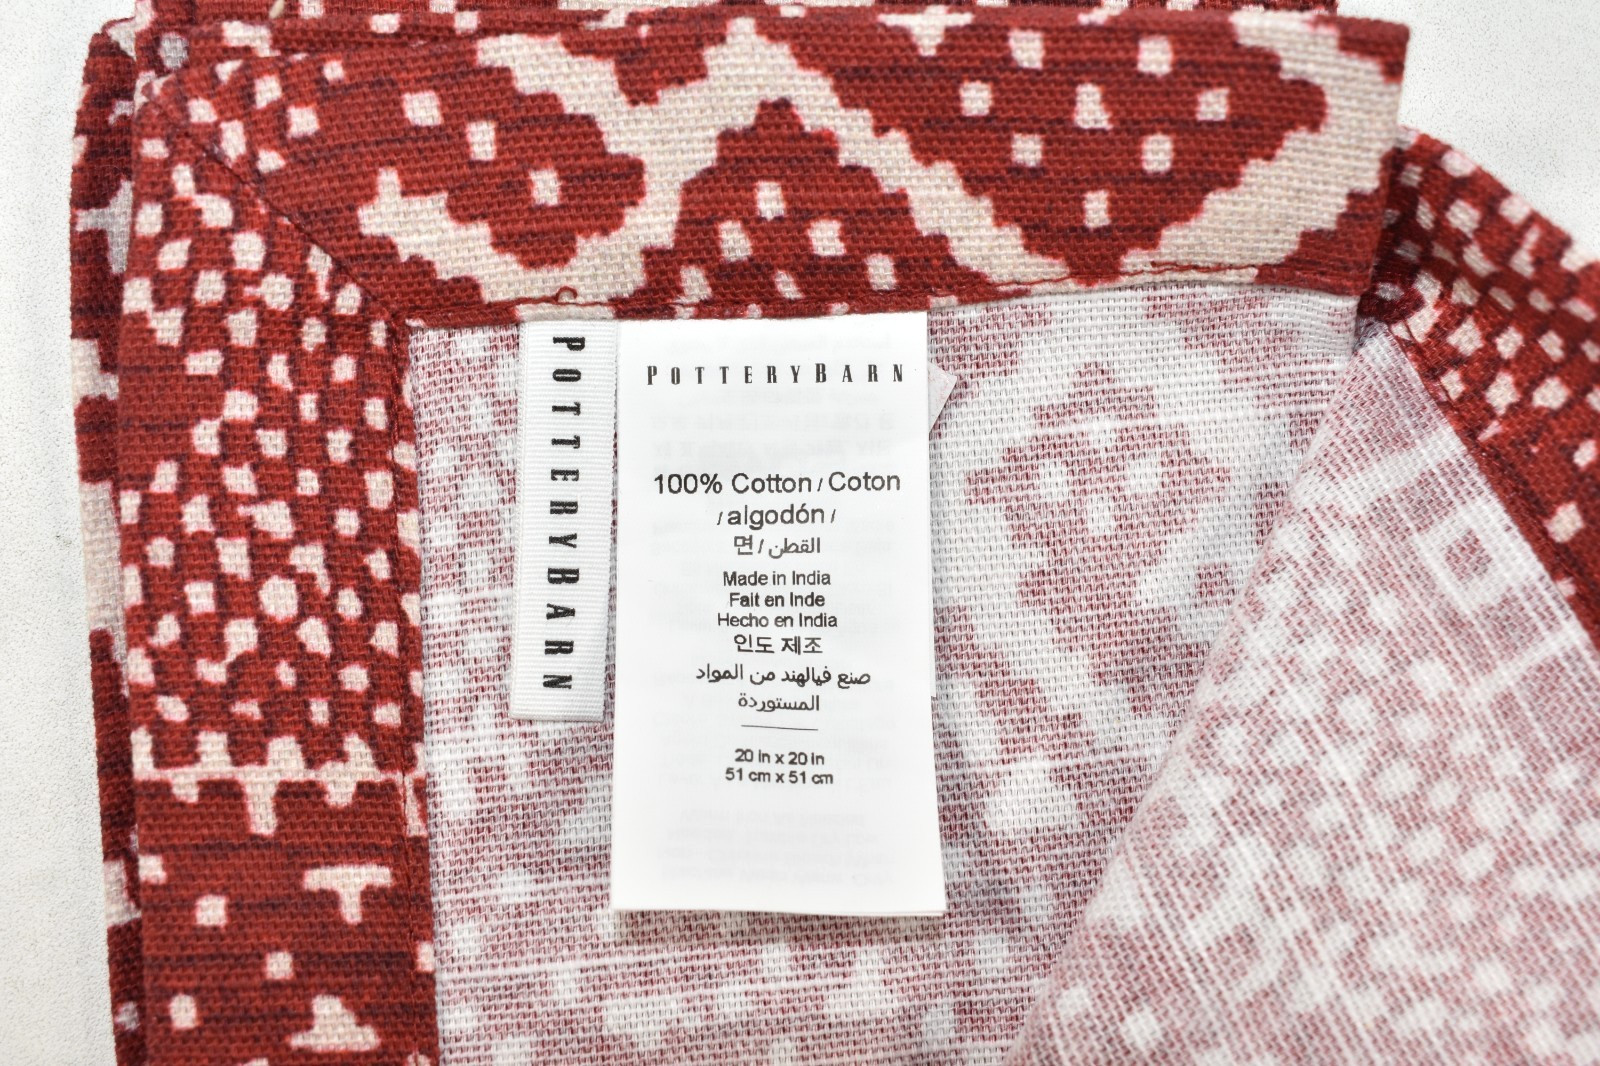 POTTERYBARN
POTTERYBARN
100% Cotton / Coton
/ algodón /
면 / القطن
Made in India
Fait en Inde
Hecho en India
인도 제조
صنع فيالهند من المواد
المستوردة
20 in x 20 in
51 cm x 51 cm